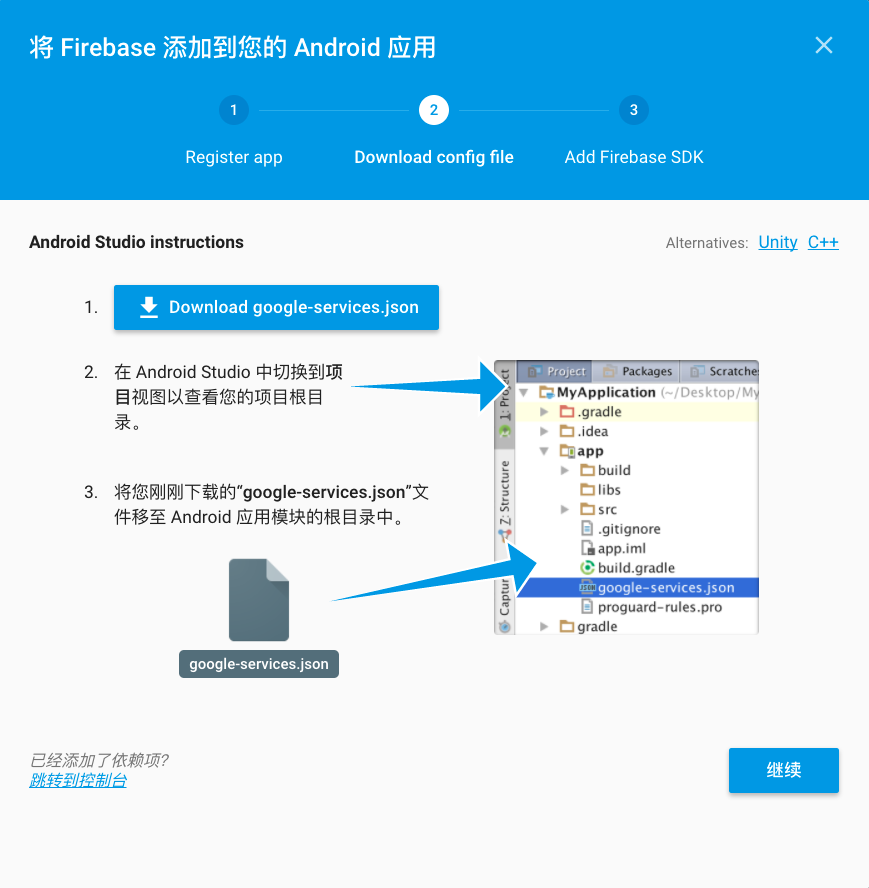 将 Firebase 添加到您的 Android 应用
1
2
3
Register app
Download config file
Add Firebase SDK
Android Studio instructions
Alternatives: Unity C++
1. Download google-services.json
2. 在 Android Studio 中切换到项
目视图以查看您的项目根目
录。
3. 将您刚刚下载的“google-services.json”文
件移至 Android 应用模块的根目录中。
google-services.json
Project Packages Scratche
1: Project
Z: Structure
Captur
MyApplication (~/Desktop/My
.gradle
.idea
app
build
libs
src
.gitignore
app.iml
build.gradle
google-services.json
proguard-rules.pro
gradle
已经添加了依赖项?
跳转到控制台
继续